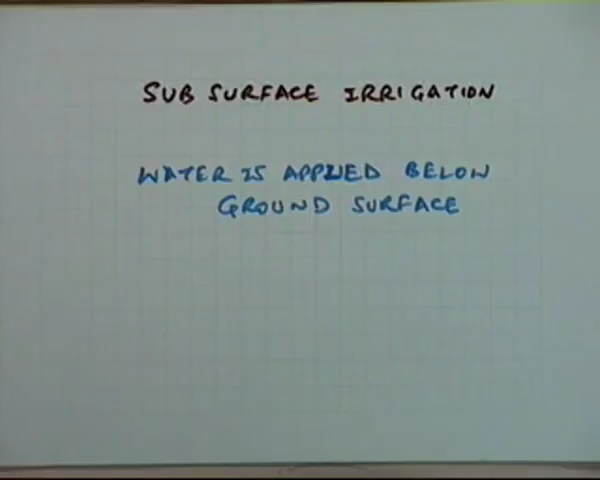 SUB SURFACE IRRIGATION
WATER IS APPLIED BELOW
GROUND SURFACE